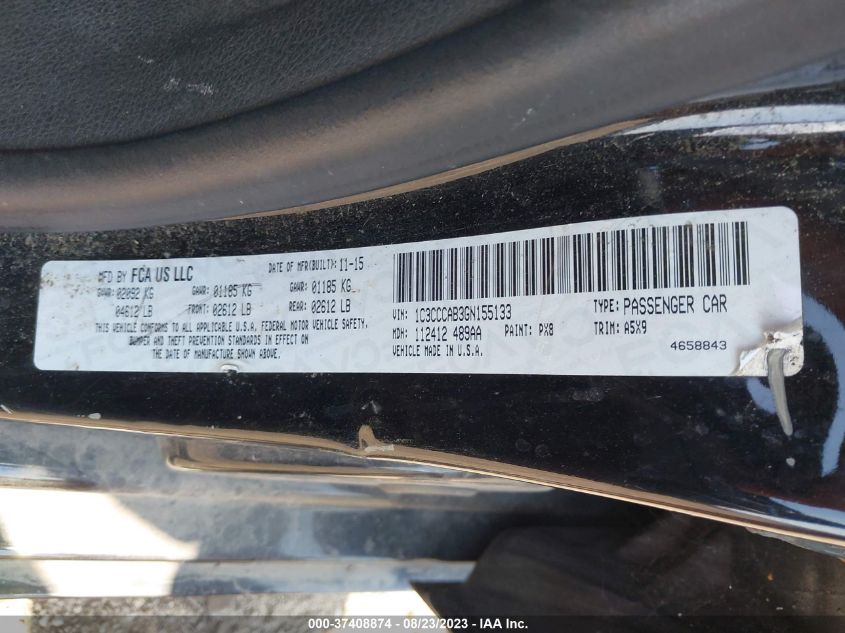 MFD BY FCA US LLC DATE OF MFR(BUILT): 11-15
GAWR: 02092 KG GAWR: 01185 KG GAWR: 01185 KG
04612 LB FRONT: 02612 LB REAR: 02612 LB
THIS VEHICLE CONFORMS TO ALL APPLICABLE U.S.A. FEDERAL MOTOR VEHICLE SAFETY,
BUMPER AND THEFT PREVENTION STANDARDS IN EFFECT ON
THE DATE OF MANUFACTURE SHOWN ABOVE.
VIN: 1C3CCCAB3GN155133 TYPE: PASSENGER CAR
MDH: 112412 489AA PAINT: PX8 TRIM: A5X9
VEHICLE MADE IN U.S.A. 4658843
000-37408874 - 08/23/2023 - IAA Inc.